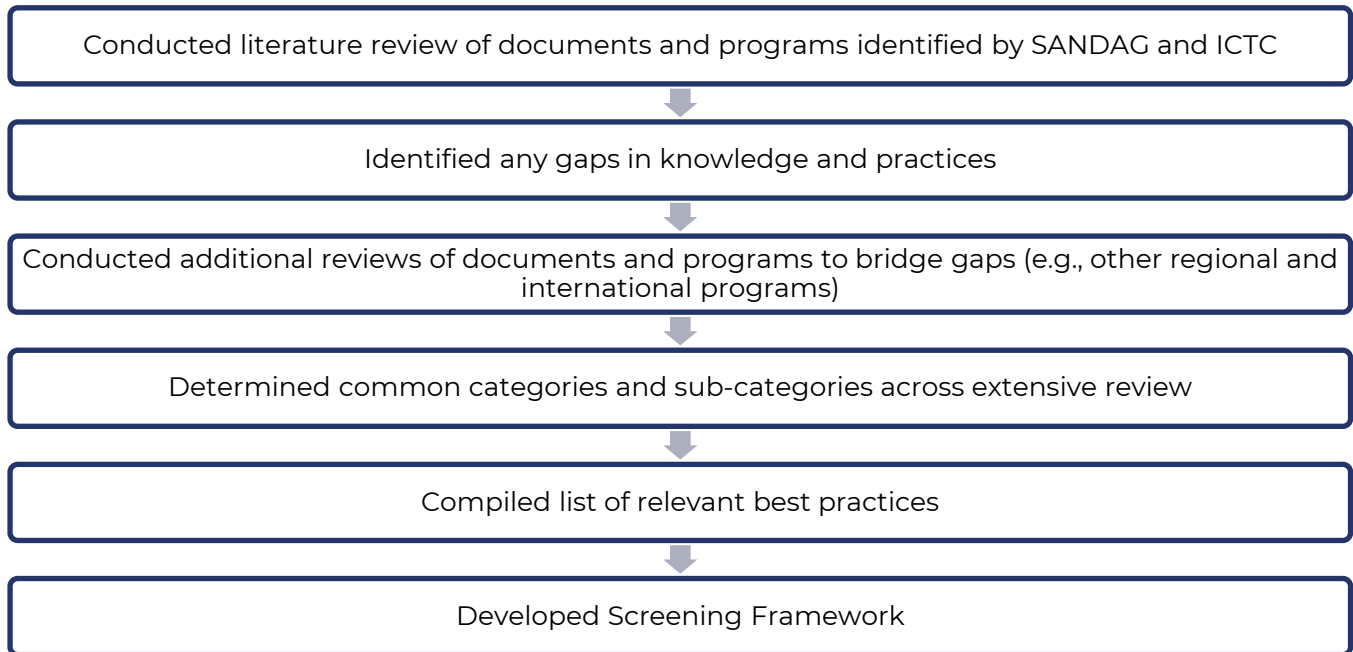 Conducted literature review of documents and programs identified by SANDAG and ICTC
Identified any gaps in knowledge and practices
Conducted additional reviews of documents and programs to bridge gaps (e.g., other regional and
international programs)
Determined common categories and sub-categories across extensive review
Compiled list of relevant best practices
Developed Screening Framework